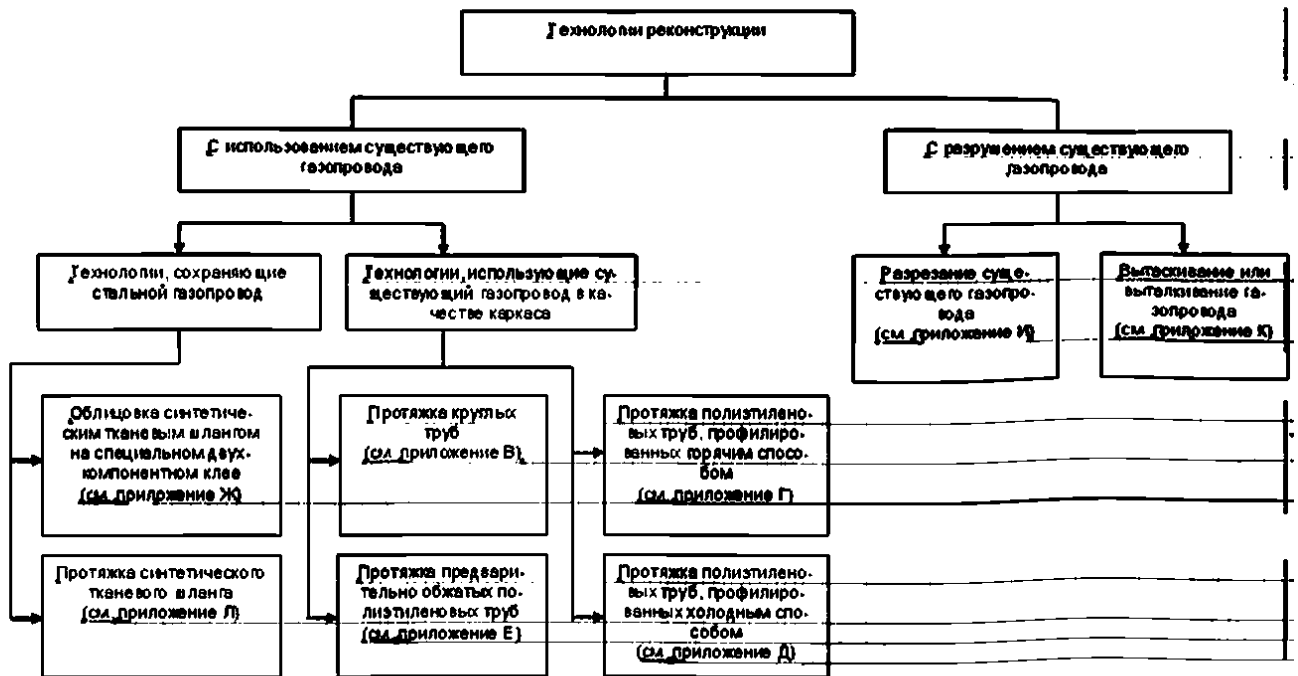 Технологии реконструкции
С использованием существующего
газопровода
С разрушением существующего
газопровода
Технологии, сохраняющие
стальной газопровод
Технологии, использующие су-
ществующий газопровод в ка-
честве каркаса
Разрезание суще-
ствующего газопро-
вода
(см. приложение И)
Вытаскивание или
выталкивание га-
зопровода
(см. приложение К)
Облицовка синтетиче-
ским тканевым шлангом
на специальном двух-
компонентном клее
(см. приложение Ж)
Протяжка круглых
труб
(см. приложение В)
Протяжка полиэтилено-
вых труб, профилиро-
ванных горячим спосо-
бом
(см. приложение Г)
Протяжка синтетического
тканевого шланга
(см. приложение Л)
Протяжка предвари-
тельно обжатых по-
лиэтиленовых труб
(см. приложение Е)
Протяжка полиэтилено-
вых труб, профилиро-
ванных холодным спо-
собом
(см. приложение Д)